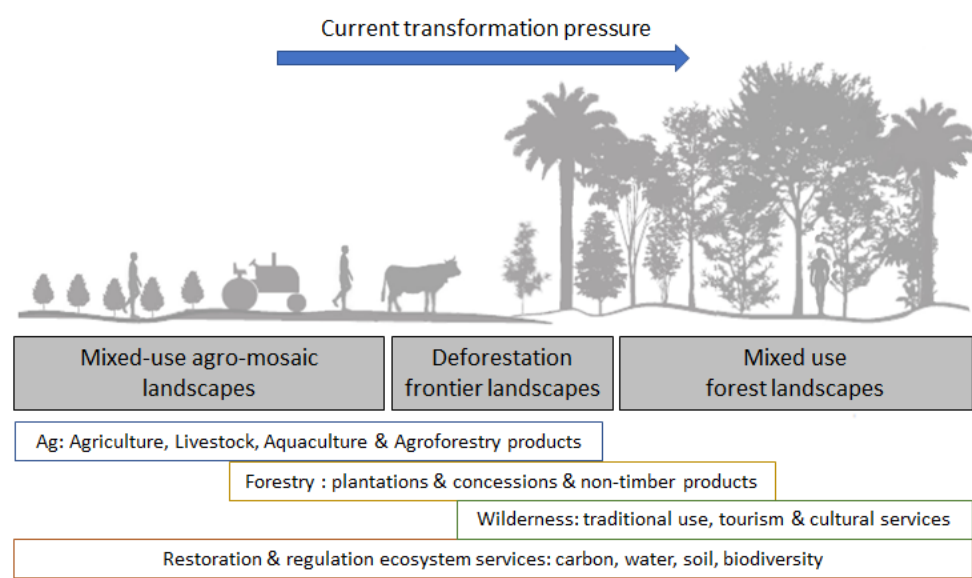 Current transformation pressure
Mixed-use agro-mosaic
landscapes
Deforestation
frontier landscapes
Mixed use
forest landscapes
Ag: Agriculture, Livestock, Aquaculture & Agroforestry products
Forestry : plantations & concessions & non-timber products
Wilderness: traditional use, tourism & cultural services
Restoration & regulation ecosystem services: carbon, water, soil, biodiversity